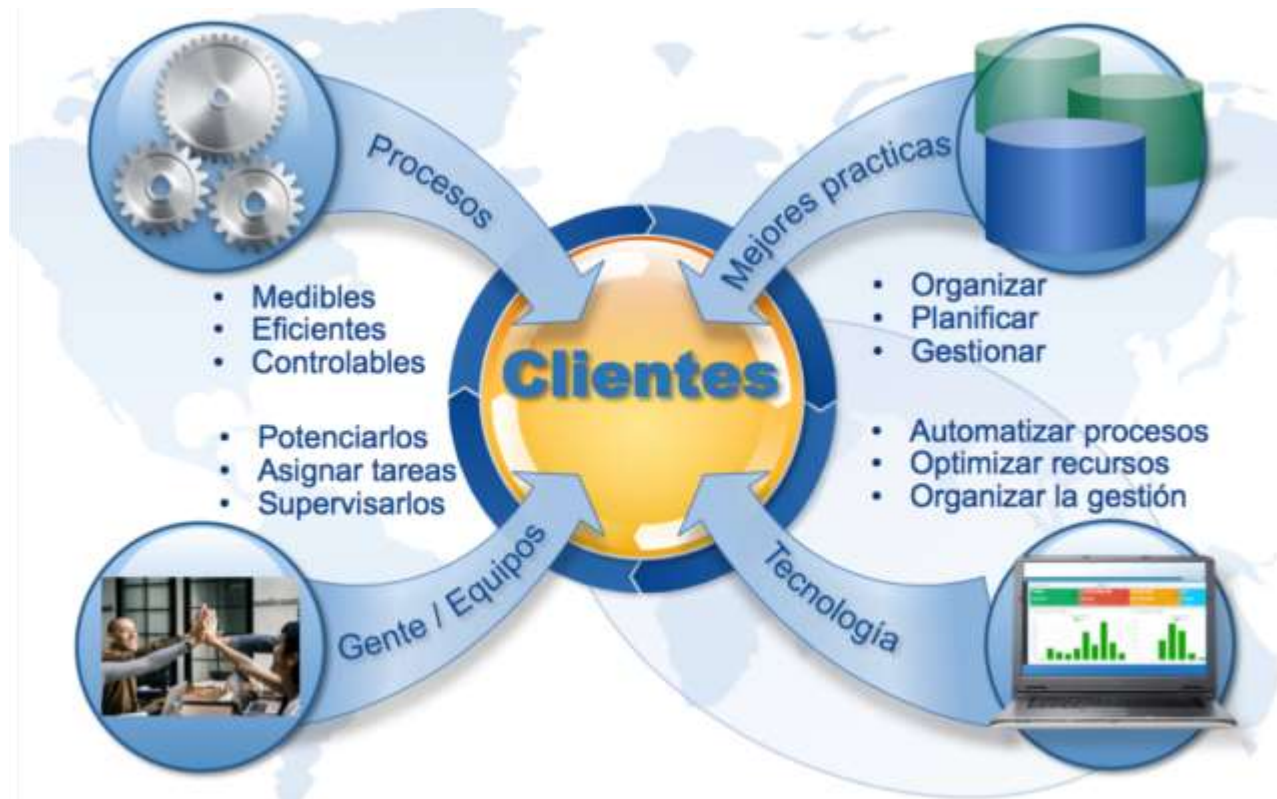 Procesos
Mejores practicas
• Medibles
• Eficientes
• Controlables
• Organizar
• Planificar
• Gestionar
Clientes
• Potenciarlos
• Asignar tareas
• Supervisarlos
• Automatizar procesos
• Optimizar recursos
• Organizar la gestión
Gente / Equipos
Tecnología